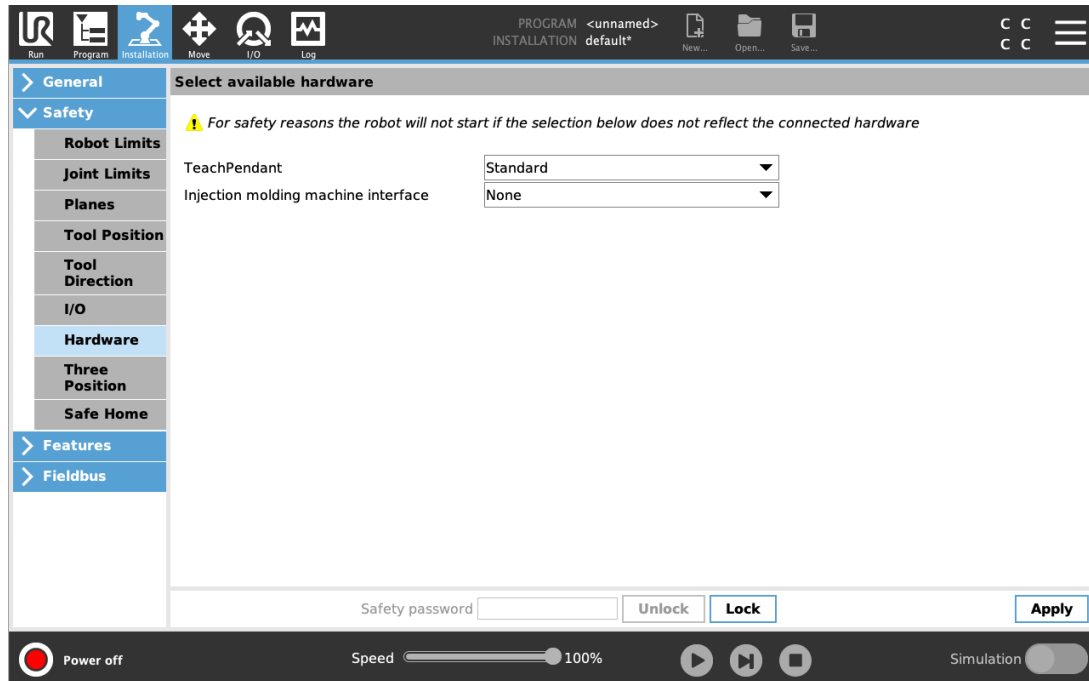 PROGRAM <unnamed>
INSTALLATION default*
C C
C C
Run Program Installation Move I/O Log New... Open... Save...
General
Safety
Robot Limits
Joint Limits
Planes
Tool Position
Tool
Direction
I/O
Hardware
Three
Position
Safe Home
Features
Fieldbus
Select available hardware
For safety reasons the robot will not start if the selection below does not reflect the connected hardware
TeachPendant Standard
Injection molding machine interface None
Safety password Unlock Lock Apply
Power off Speed 100% Simulation